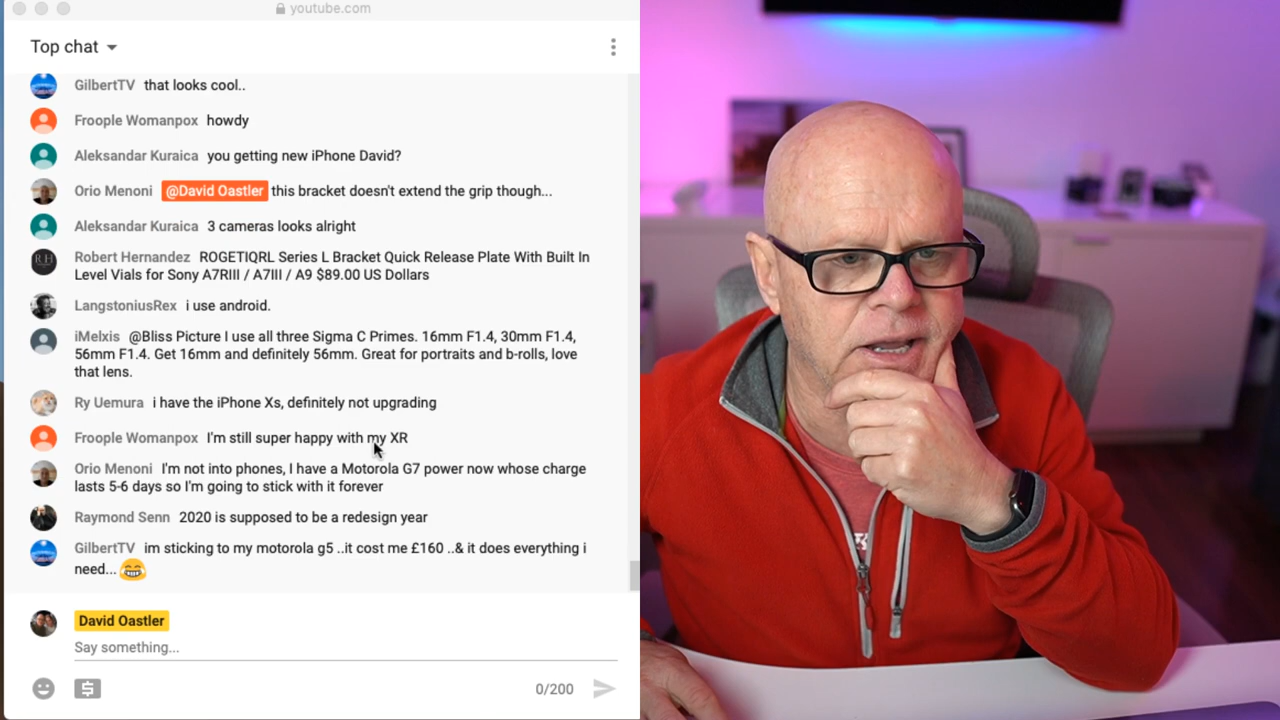 youtube.com
Top chat
GilbertTV that looks cool..
Froople Womanpox howdy
Aleksandar Kuraica you getting new iPhone David?
Orio Menoni @David Oastler this bracket doesn't extend the grip though...
Aleksandar Kuraica 3 cameras looks alright
RH
Robert Hernandez ROGETIQRL Series L Bracket Quick Release Plate With Built In
Level Vials for Sony A7RIII / A7III / A9 $89.00 US Dollars
LangstoniusRex i use android.
iMelxis @Bliss Picture I use all three Sigma C Primes. 16mm F1.4, 30mm F1.4,
56mm F1.4. Get 16mm and definitely 56mm. Great for portraits and b-rolls, love
that lens.
Ry Uemura i have the iPhone Xs, definitely not upgrading
Froople Womanpox I'm still super happy with my XR
Orio Menoni I'm not into phones, I have a Motorola G7 power now whose charge
lasts 5-6 days so I'm going to stick with it forever
Raymond Senn 2020 is supposed to be a redesign year
GilbertTV im sticking to my motorola g5 ..it cost me £160 ..& it does everything i
need...
David Oastler
Say something...
0/200